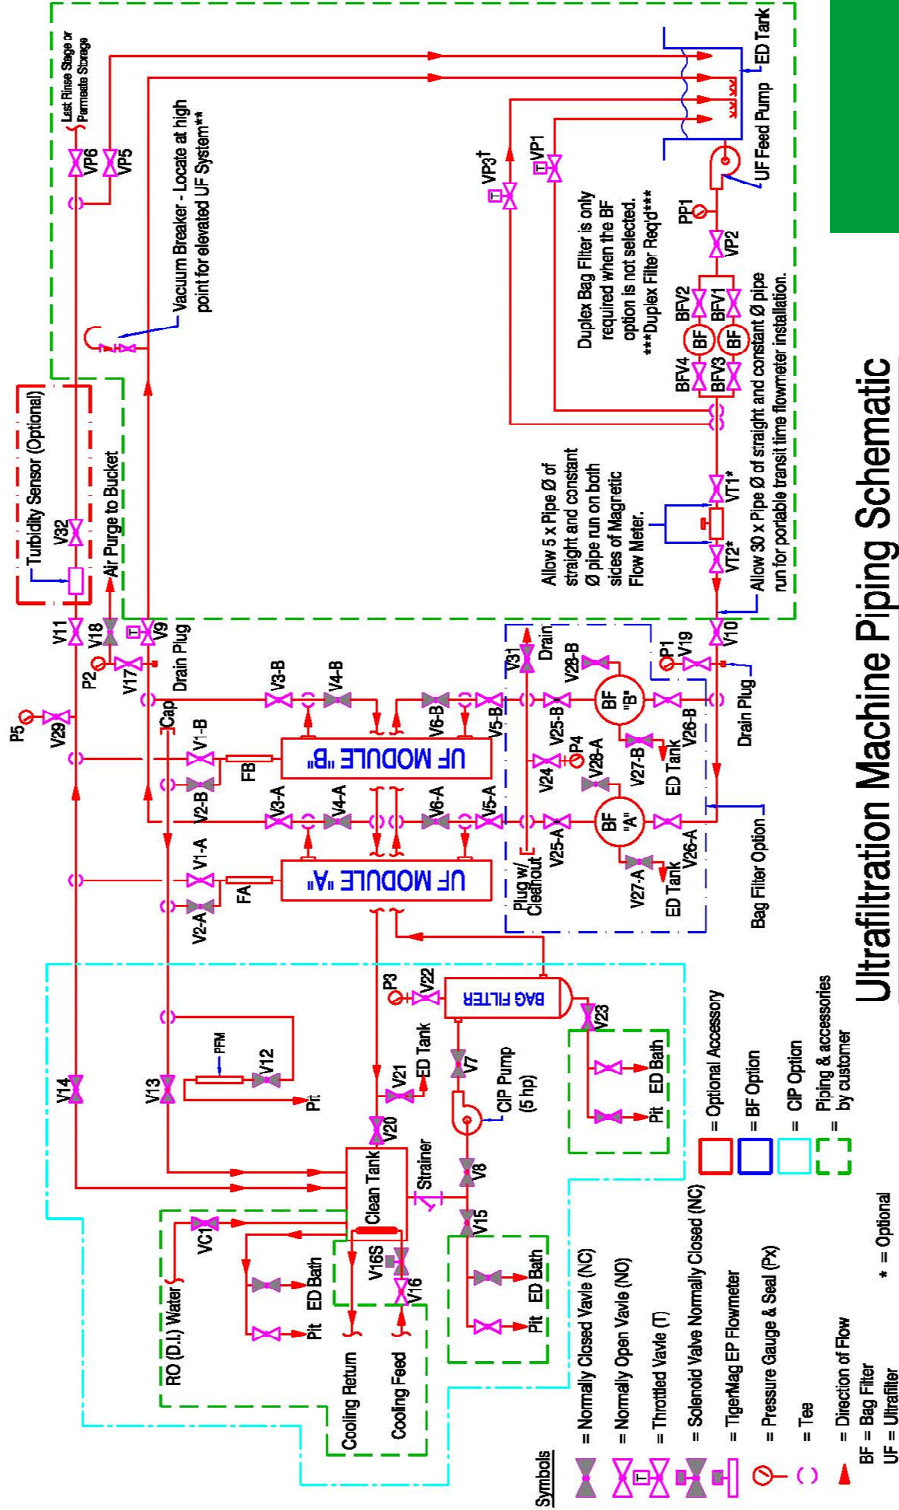 Last Rinse Stage or
Permeate Storage
VP6
VP5
Vacuum Breaker - Locate at high
point for elevated UF System**
Turbidity Sensor (Optional)
V32
Air Purge to Bucket
V11
V18
P2
V17
T
V9
Drain Plug
P5
V29
Cap
V1-B
V2-B
FB
V3-B
V4-B
UF MODULE "B"
V6-B
V5-B
V1-A
V2-A
FA
V3-A
V4-A
UF MODULE "A"
V6-A
V5-A
ED Tank
UF Feed Pump
VP3†
T
VP1
T
PP1
VP2
Duplex Bag Filter is only
required when the BF
option is not selected.
***Duplex Filter Req'd***
BFV2
BFV1
BF
BF
BFV4
BFV3
Allow 5 x Pipe Ø of
straight and constant
Ø pipe run on both
sides of Magnetic
Flow Meter.
VT1*
VT2*
Allow 30 x Pipe Ø of straight and constant Ø pipe
run for portable transit time flowmeter installation.
V10
P1
V19
Drain Plug
V31
Drain
V28-B
V25-B
BF
"B"
V26-B
V27-B
ED Tank
V24
P4
V28-A
V25-A
BF
"A"
V26-A
V27-A
ED Tank
Plug w/
Cleanout
Bag Filter Option
V14
V13
PFM
V12
Pit
V20
V21
ED Tank
P3
V22
BAG FILTER
V7
CIP Pump
(5 hp)
V23
ED Bath
Pit
Clean Tank
Strainer
V8
V15
ED Bath
Pit
VC1
RO (D.I.) Water
ED Bath
Pit
V16S
V16
Cooling Return
Cooling Feed
Symbols
= Normally Closed Vavle (NC)
= Normally Open Vavle (NO)
T
= Throttled Vavle (T)
= Solenoid Valve Normally Closed (NC)
= TigerMag EP Flowmeter
= Pressure Gauge & Seal (Px)
= Tee
= Direction of Flow
BF = Bag Filter
UF = Ultrafilter
* = Optional
= Optional Accessory
= BF Option
= CIP Option
Piping & accessories
= by customer
Ultrafiltration Machine Piping Schematic